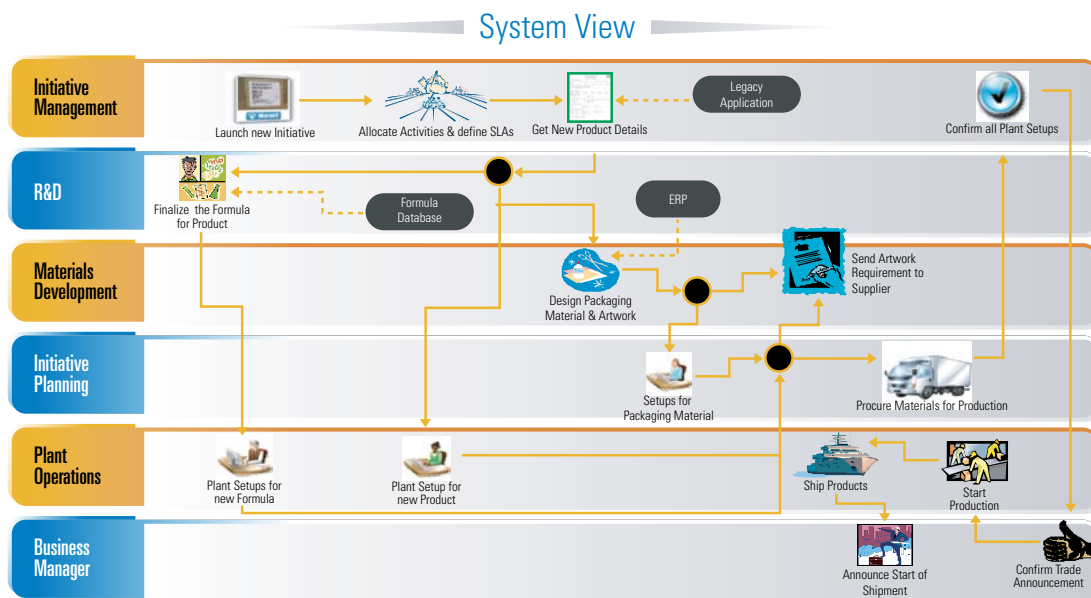 System View
Initiative
Management
Launch new Initiative
Allocate Activities & define SLAs
Get New Product Details
Legacy
Application
Confirm all Plant Setups
R&D
Finalize the Formula
for Product
Formula
Database
ERP
Materials
Development
Design Packaging
Material & Artwork
Send Artwork
Requirement to
Supplier
Initiative
Planning
Setups for
Packaging Material
Procure Materials for Production
Plant
Operations
Plant Setups for
new Formula
Plant Setup for
new Product
Ship Products
Start
Production
Business
Manager
Announce Start of
Shipment
Confirm Trade
Announcement